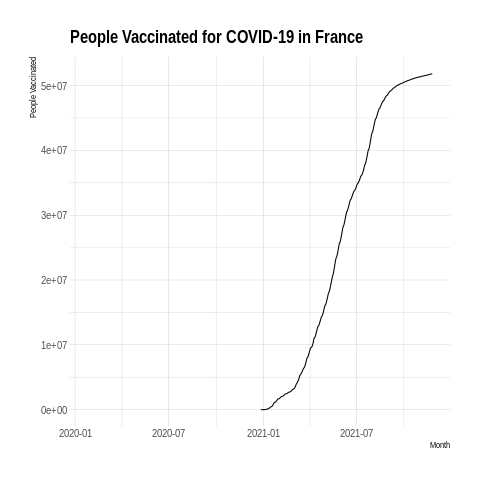 People Vaccinated for COVID-19 in France
People Vaccinated
5e+07
4e+07
3e+07
2e+07
1e+07
0e+00
2020-01 2020-07 2021-01 2021-07
Month